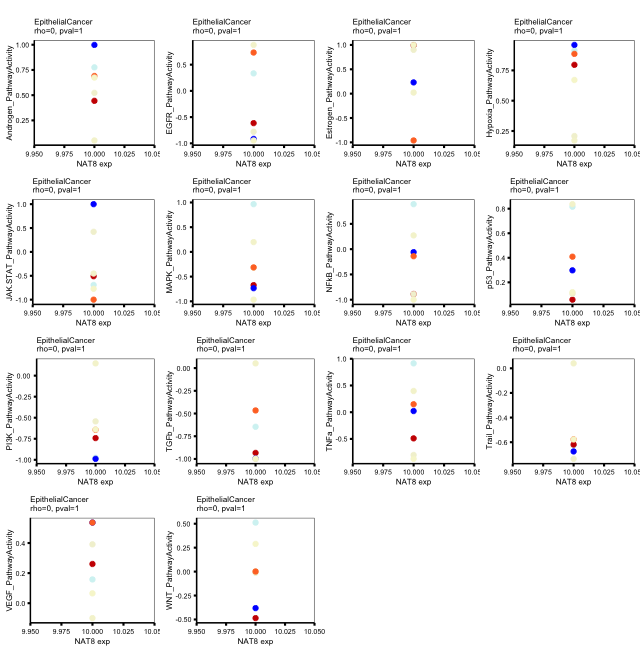 EpithelialCancer
rho=0, pval=1
Androgen_PathwayActivity
1.00
0.75
0.50
0.25
9.950 9.975 10.000 10.025 10.05
NAT8 exp
EpithelialCancer
rho=0, pval=1
EGFR_PathwayActivity
0.5
0.0
-0.5
-1.0
9.950 9.975 10.000 10.025 10.05
NAT8 exp
EpithelialCancer
rho=0, pval=1
Estrogen_PathwayActivity
1.0
0.5
0.0
-0.5
-1.0
9.950 9.975 10.000 10.025 10.05
NAT8 exp
EpithelialCancer
rho=0, pval=1
Hypoxia_PathwayActivity
0.75
0.25
9.950 9.975 10.000 10.025 10.05
NAT8 exp
EpithelialCancer
rho=0, pval=1
JAK.STAT_PathwayActivity
1.0
0.5
0.0
-0.5
-1.0
9.950 9.975 10.000 10.025 10.05
NAT8 exp
EpithelialCancer
rho=0, pval=1
MAPK_PathwayActivity
0.5
0.0
-0.5
-1.0
9.950 9.975 10.000 10.025 10.05
NAT8 exp
EpithelialCancer
rho=0, pval=1
NFkB_PathwayActivity
0.5
0.0
-0.5
-1.0
9.950 9.975 10.000 10.025 10.05
NAT8 exp
EpithelialCancer
rho=0, pval=1
p53_PathwayActivity
0.8
0.6
0.4
0.2
9.950 9.975 10.000 10.025 10.05
NAT8 exp
EpithelialCancer
rho=0, pval=1
PI3K_PathwayActivity
0.00
-0.25
-0.50
-0.75
-1.00
9.950 9.975 10.000 10.025 10.05
NAT8 exp
EpithelialCancer
rho=0, pval=1
TGFb_PathwayActivity
0.00
-0.25
-0.50
-0.75
-1.00
9.950 9.975 10.000 10.025 10.05
NAT8 exp
EpithelialCancer
rho=0, pval=1
TNFa_PathwayActivity
1.0
0.5
0.0
-0.5
9.950 9.975 10.000 10.025 10.05
NAT8 exp
EpithelialCancer
rho=0, pval=1
Trail_PathwayActivity
0.0
-0.6
9.950 9.975 10.000 10.025 10.05
NAT8 exp
EpithelialCancer
rho=0, pval=1
VEGF_PathwayActivity
0.4
0.2
0.0
9.950 9.975 10.000 10.025 10.05
NAT8 exp
EpithelialCancer
rho=0, pval=1
WNT_PathwayActivity
0.50
0.25
0.00
-0.25
-0.50
9.950 9.975 10.000 10.025 10.050
NAT8 exp